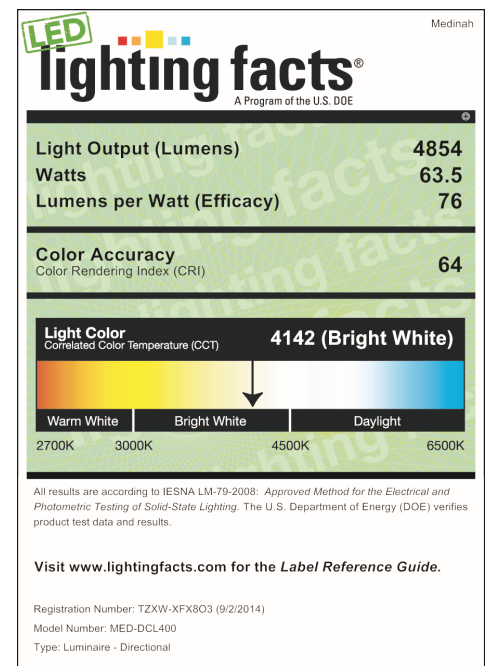 Medinah
LED
lighting facts®
A Program of the U.S. DOE
Light Output (Lumens) 4854
Watts 63.5
Lumens per Watt (Efficacy) 76
Color Accuracy
Color Rendering Index (CRI) 64
Light Color
Correlated Color Temperature (CCT) 4142 (Bright White)
Warm White Bright White Daylight
2700K 3000K 4500K 6500K
All results are according to IESNA LM-79-2008: Approved Method for the Electrical and
Photometric Testing of Solid-State Lighting. The U.S. Department of Energy (DOE) verifies
product test data and results.
Visit www.lightingfacts.com for the Label Reference Guide.
Registration Number: TZXW-XFX8O3 (9/2/2014)
Model Number: MED-DCL400
Type: Luminaire - Directional